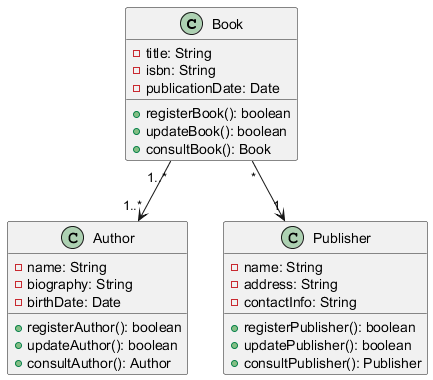 C Book
title: String
isbn: String
publicationDate: Date
registerBook(): boolean
updateBook(): boolean
consultBook(): Book
1..*
*
1..*
1
C Author
name: String
biography: String
birthDate: Date
registerAuthor(): boolean
updateAuthor(): boolean
consultAuthor(): Author
C Publisher
name: String
address: String
contactInfo: String
registerPublisher(): boolean
updatePublisher(): boolean
consultPublisher(): Publisher